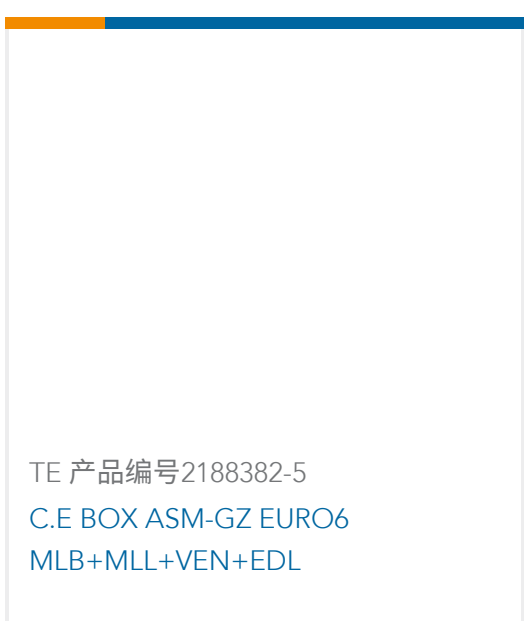 TE 产品编号2188382-5
C.E BOX ASM-GZ EURO6
MLB+MLL+VEN+EDL